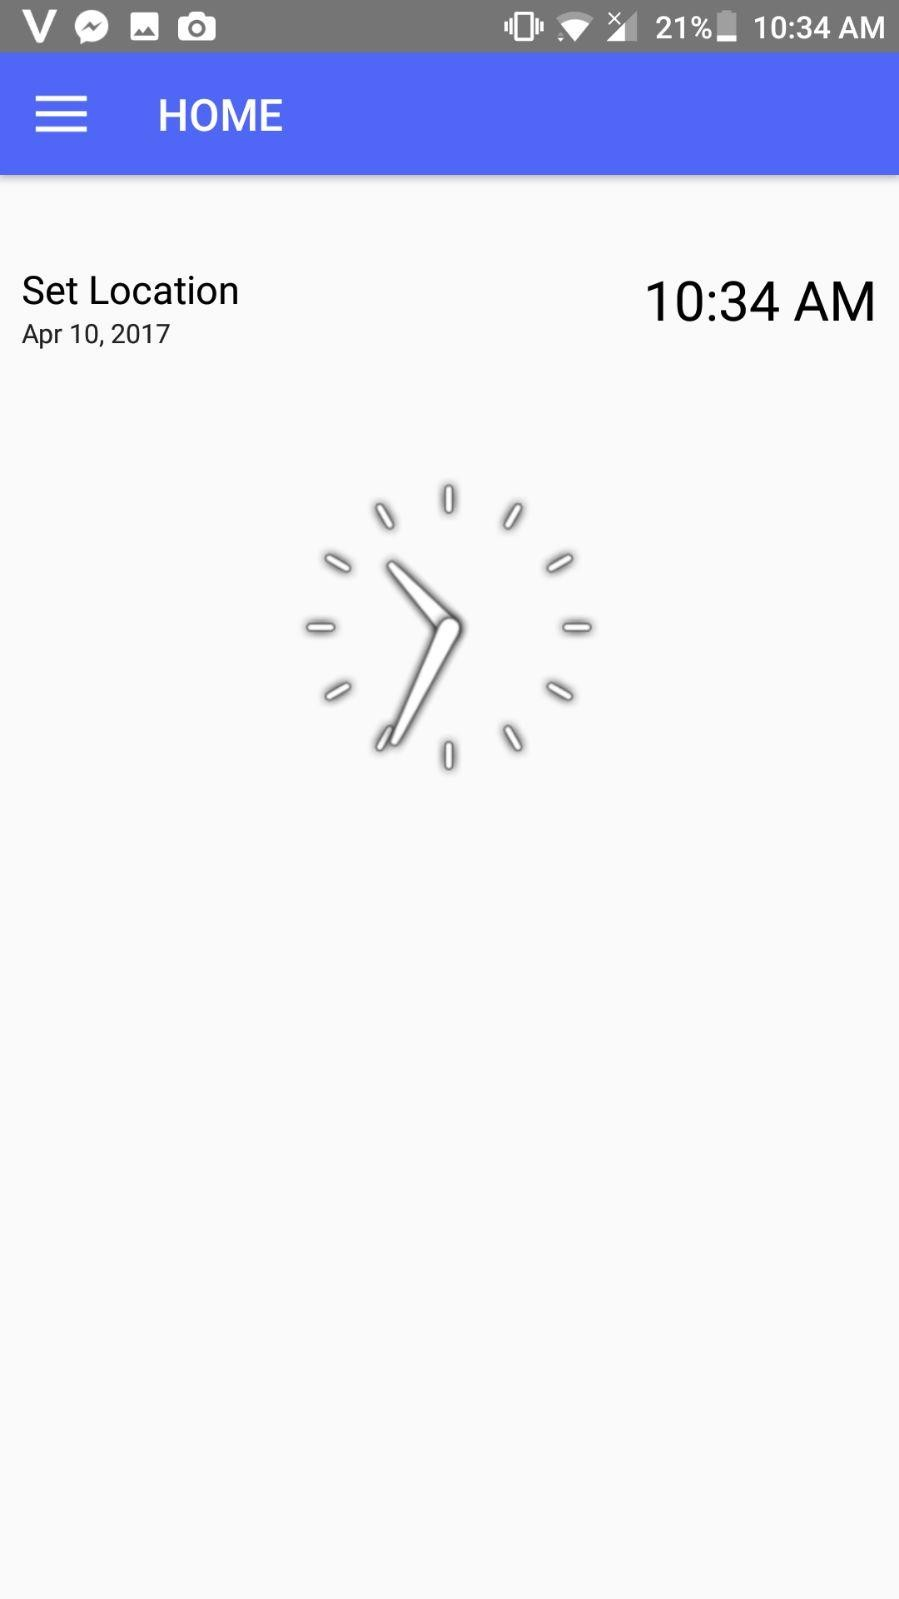 21% 10:34 AM
HOME
Set Location
10:34 AM
Apr 10, 2017